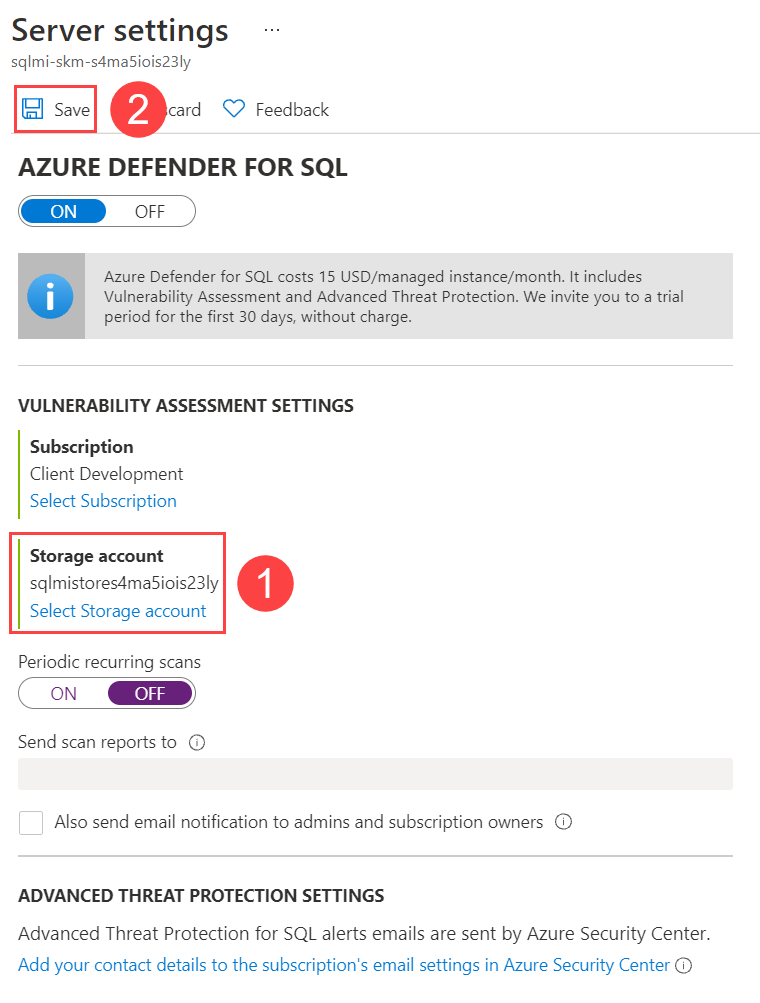 Server settings ...
sqlmi-skm-s4ma5iois23ly
Save 2 card Feedback
AZURE DEFENDER FOR SQL
ON OFF
Azure Defender for SQL costs 15 USD/managed instance/month. It includes
Vulnerability Assessment and Advanced Threat Protection. We invite you to a trial
period for the first 30 days, without charge.
VULNERABILITY ASSESSMENT SETTINGS
Subscription
Client Development
Select Subscription
Storage account
sqlmistores4ma5iois23ly
1
Select Storage account
Periodic recurring scans
ON OFF
Send scan reports to
Also send email notification to admins and subscription owners
ADVANCED THREAT PROTECTION SETTINGS
Advanced Threat Protection for SQL alerts emails are sent by Azure Security Center.
Add your contact details to the subscription's email settings in Azure Security Center